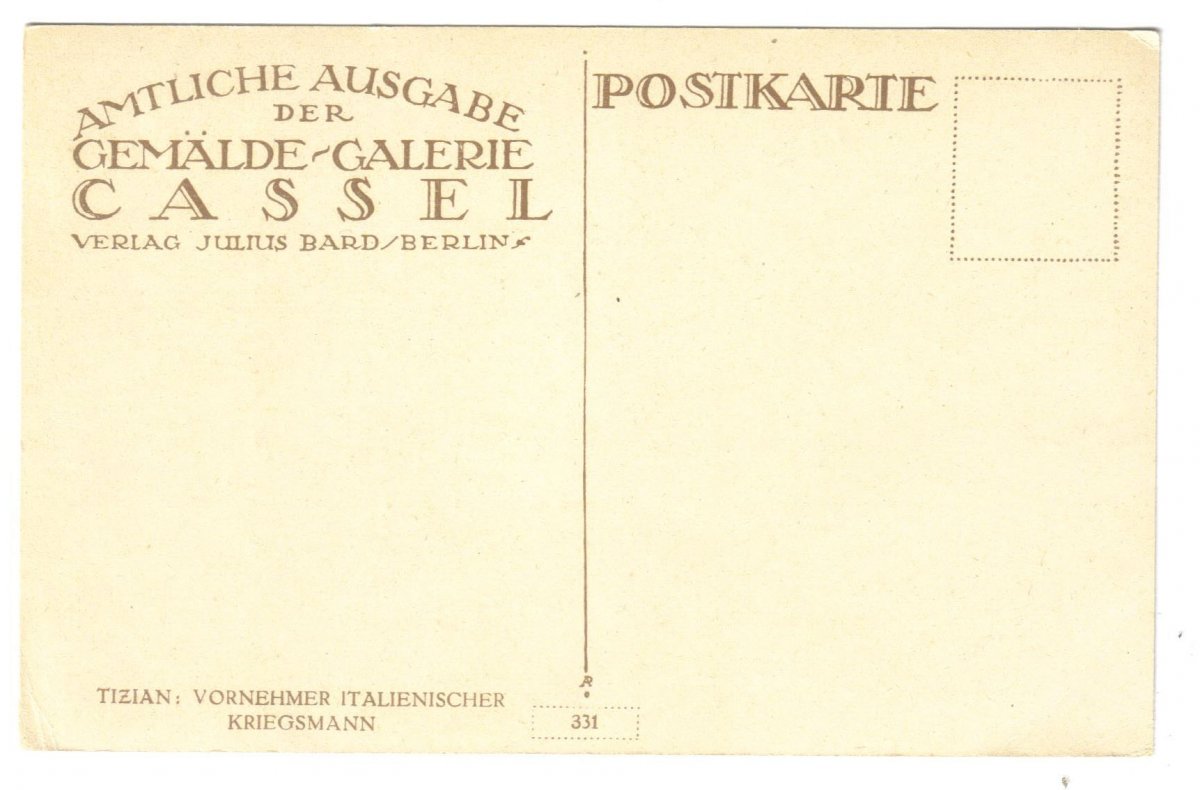 AMTLICHE AUSGABE
DER
GEMÄLDE-GALERIE
CASSEL
VERLAG JULIUS BARD/BERLIN
POSTKARTE
TIZIAN: VORNEHMER ITALIENISCHER
KRIEGSMANN
R
331